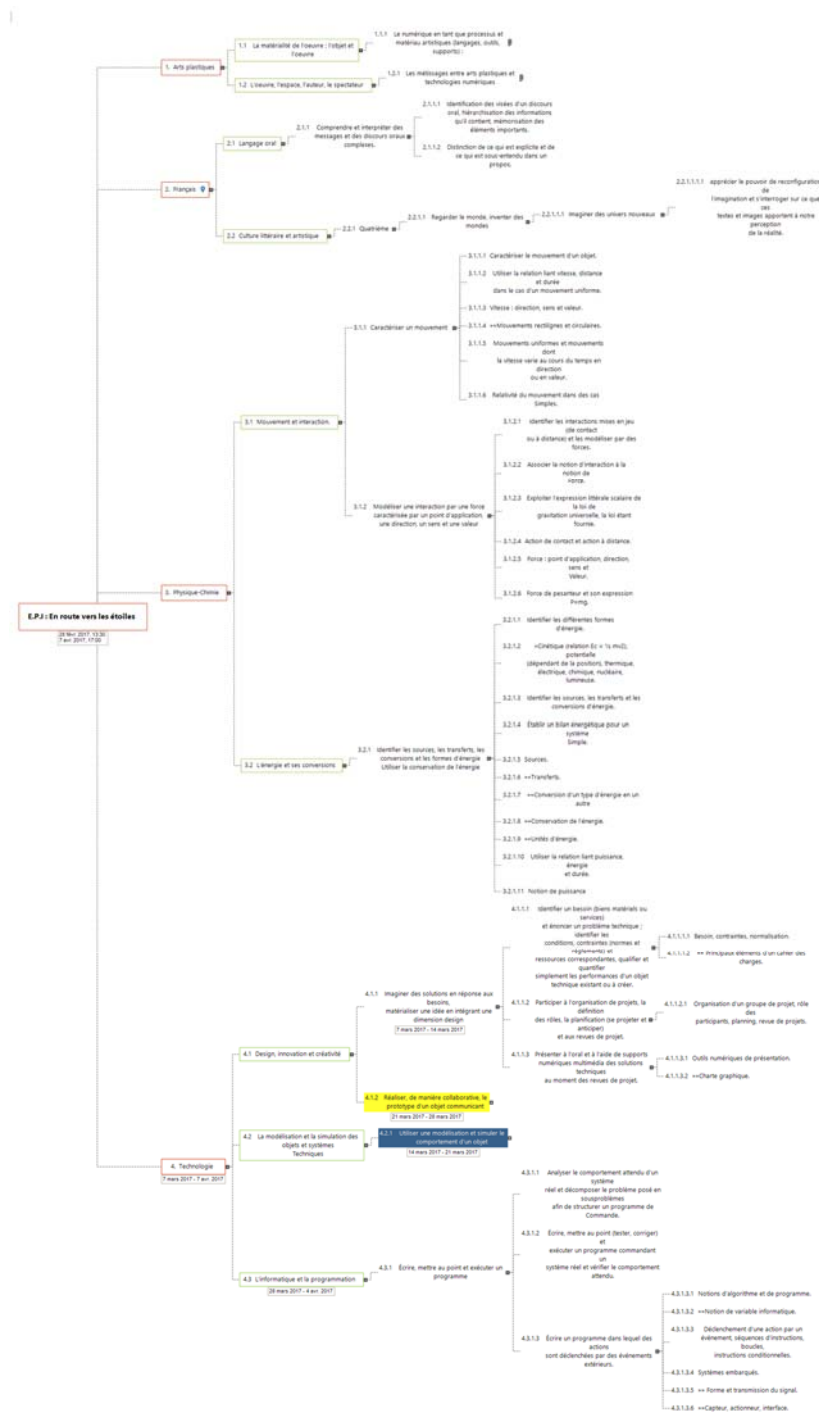 1. Arts plastiques
1.1 La matérialité de l'oeuvre ; l'objet et
l'oeuvre
1.1.1 Le numérique en tant que processus et
matériau artistiques (langages, outils,
supports) :
1.2 L'oeuvre, l'espace, l'auteur, le spectateur
1.2.1 Les métissages entre arts plastiques et
technologies numériques
2. Français
2.1 Langage oral
2.1.1 Comprendre et interpréter des
messages et des discours oraux
complexes.
2.1.1.1 Identification des visées d'un discours
oral, hiérarchisation des informations
qu'il contient, mémorisation des
éléments importants.
2.1.1.2 Distinction de ce qui est explicite et de
ce qui est sous-entendu dans un
propos.
2.2 Culture littéraire et artistique
2.2.1 Quatrième
2.2.1.1 Regarder le monde, inventer des
mondes
2.2.1.1.1 Imaginer des univers nouveaux
2.2.1.1.1.1 apprécier le pouvoir de reconfiguration
de
l'imagination et s'interroger sur ce que
ces
textes et images apportent à notre
perception
de la réalité.
E.P.I : En route vers les étoiles
28 févr. 2017, 13:30
7 avr. 2017, 17:00
3. Physique-Chimie
3.1 Mouvement et interaction.
3.1.1 Caractériser un mouvement
3.1.1.1 Caractériser le mouvement d'un objet.
3.1.1.2 Utiliser la relation liant vitesse, distance
et durée
dans le cas d'un mouvement uniforme.
3.1.1.3 Vitesse : direction, sens et valeur.
3.1.1.4 ««Mouvements rectilignes et circulaires.
3.1.1.5 Mouvements uniformes et mouvements
dont
la vitesse varie au cours du temps en
direction
ou en valeur.
3.1.1.6 Relativité du mouvement dans des cas
Simples.
3.1.2 Modéliser une interaction par une force
caractérisée par un point d'application,
une direction, un sens et une valeur
3.1.2.1 Identifier les interactions mises en jeu
(de contact
ou à distance) et les modéliser par des
forces.
3.1.2.2 Associer la notion d'interaction à la
notion de
Force.
3.1.2.3 Exploiter l'expression littérale scalaire de
la loi de
gravitation universelle, la loi étant
fournie.
3.1.2.4 Action de contact et action à distance.
3.1.2.5 Force : point d'application, direction,
sens et
Valeur.
3.1.2.6 Force de pesanteur et son expression
P=mg.
3.2 L'énergie et ses conversions
3.2.1 Identifier les sources, les transferts, les
conversions et les formes d'énergie
Utiliser la conservation de l'énergie
3.2.1.1 Identifier les différentes formes
d'énergie.
3.2.1.2 «Cinétique (relation Ec = ½ mv2),
potentielle
(dépendant de la position), thermique,
électrique, chimique, nucléaire,
lumineuse.
3.2.1.3 Identifier les sources, les transferts et les
conversions d'énergie.
3.2.1.4 Établir un bilan énergétique pour un
système
Simple.
3.2.1.5 Sources.
3.2.1.6 ««Transferts.
3.2.1.7 ««Conversion d'un type d'énergie en un
autre
3.2.1.8 ««Conservation de l'énergie.
3.2.1.9 ««Unités d'énergie.
3.2.1.10 Utiliser la relation liant puissance,
énergie
et durée.
3.2.1.11 Notion de puissance
4. Technologie
7 mars 2017 - 7 avr. 2017
4.1 Design, innovation et créativité
4.1.1 Imaginer des solutions en réponse aux
besoins,
matérialiser une idée en intégrant une
dimension design
7 mars 2017 - 14 mars 2017
4.1.1.1 Identifier un besoin (biens matériels ou
services)
et énoncer un problème technique ;
identifier les
conditions, contraintes (normes et
règlements) et
ressources correspondantes, qualifier et
quantifier
simplement les performances d'un objet
technique existant ou à créer.
4.1.1.1.1 Besoin, contraintes, normalisation.
4.1.1.1.2 «« Principaux éléments d'un cahier des
charges.
4.1.1.2 Participer à l'organisation de projets, la
définition
des rôles, la planification (se projeter et
anticiper)
et aux revues de projet.
4.1.1.2.1 Organisation d'un groupe de projet, rôle
des
participants, planning, revue de projets.
4.1.1.3 Présenter à l'oral et à l'aide de supports
numériques multimédia des solutions
techniques
au moment des revues de projet.
4.1.1.3.1 Outils numériques de présentation.
4.1.1.3.2 ««Charte graphique.
4.1.2 Réaliser, de manière collaborative, le
prototype d'un objet communicant
21 mars 2017 - 28 mars 2017
4.2 La modélisation et la simulation des
objets et systèmes
Techniques
4.2.1 Utiliser une modélisation et simuler le
comportement d'un objet
14 mars 2017 - 21 mars 2017
4.3 L'informatique et la programmation
28 mars 2017 - 4 avr. 2017
4.3.1 Écrire, mettre au point et exécuter un
programme
4.3.1.1 Analyser le comportement attendu d'un
système
réel et décomposer le problème posé en
sousproblèmes
afin de structurer un programme de
Commande.
4.3.1.2 Écrire, mettre au point (tester, corriger)
et
exécuter un programme commandant
un
système réel et vérifier le comportement
attendu.
4.3.1.3 Écrire un programme dans lequel des
actions
sont déclenchées par des événements
extérieurs.
4.3.1.3.1 Notions d'algorithme et de programme.
4.3.1.3.2 ««Notion de variable informatique.
4.3.1.3.3 Déclenchement d'une action par un
événement, séquences d'instructions,
boucles,
instructions conditionnelles.
4.3.1.3.4 Systèmes embarqués.
4.3.1.3.5 «« Forme et transmission du signal.
4.3.1.3.6 ««Capteur, actionneur, interface.